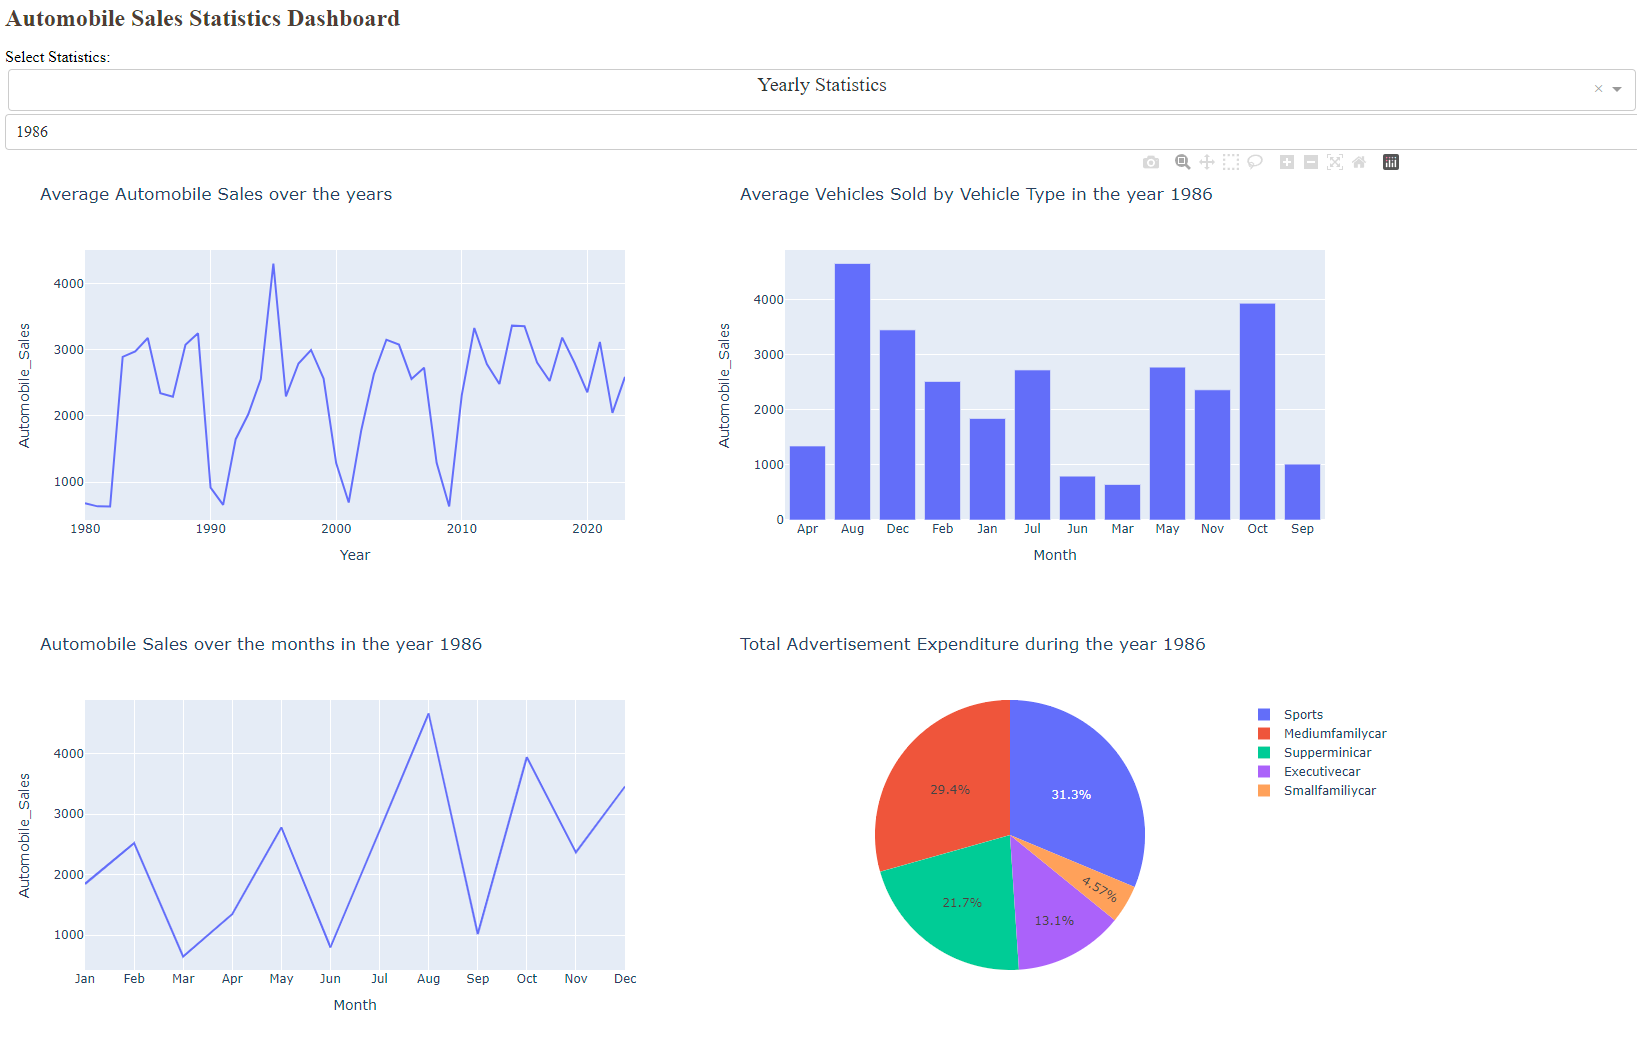 Automobile Sales Statistics Dashboard
Select Statistics:
Yearly Statistics
× 
1986
Average Automobile Sales over the years
4000
3000
2000
1000
Automobile_Sales
1980 1990 2000 2010 2020
Year
Average Vehicles Sold by Vehicle Type in the year 1986
4000
3000
2000
1000
0
Automobile_Sales
Apr Aug Dec Feb Jan Jul Jun Mar May Nov Oct Sep
Month
Automobile Sales over the months in the year 1986
4000
3000
2000
1000
Automobile_Sales
Jan Feb Mar Apr May Jun Jul Aug Sep Oct Nov Dec
Month
Total Advertisement Expenditure during the year 1986
31.3%
29.4%
21.7%
13.1%
4.57%
Sports
Mediumfamilycar
Supperminicar
Executivecar
Smallfamiliycar